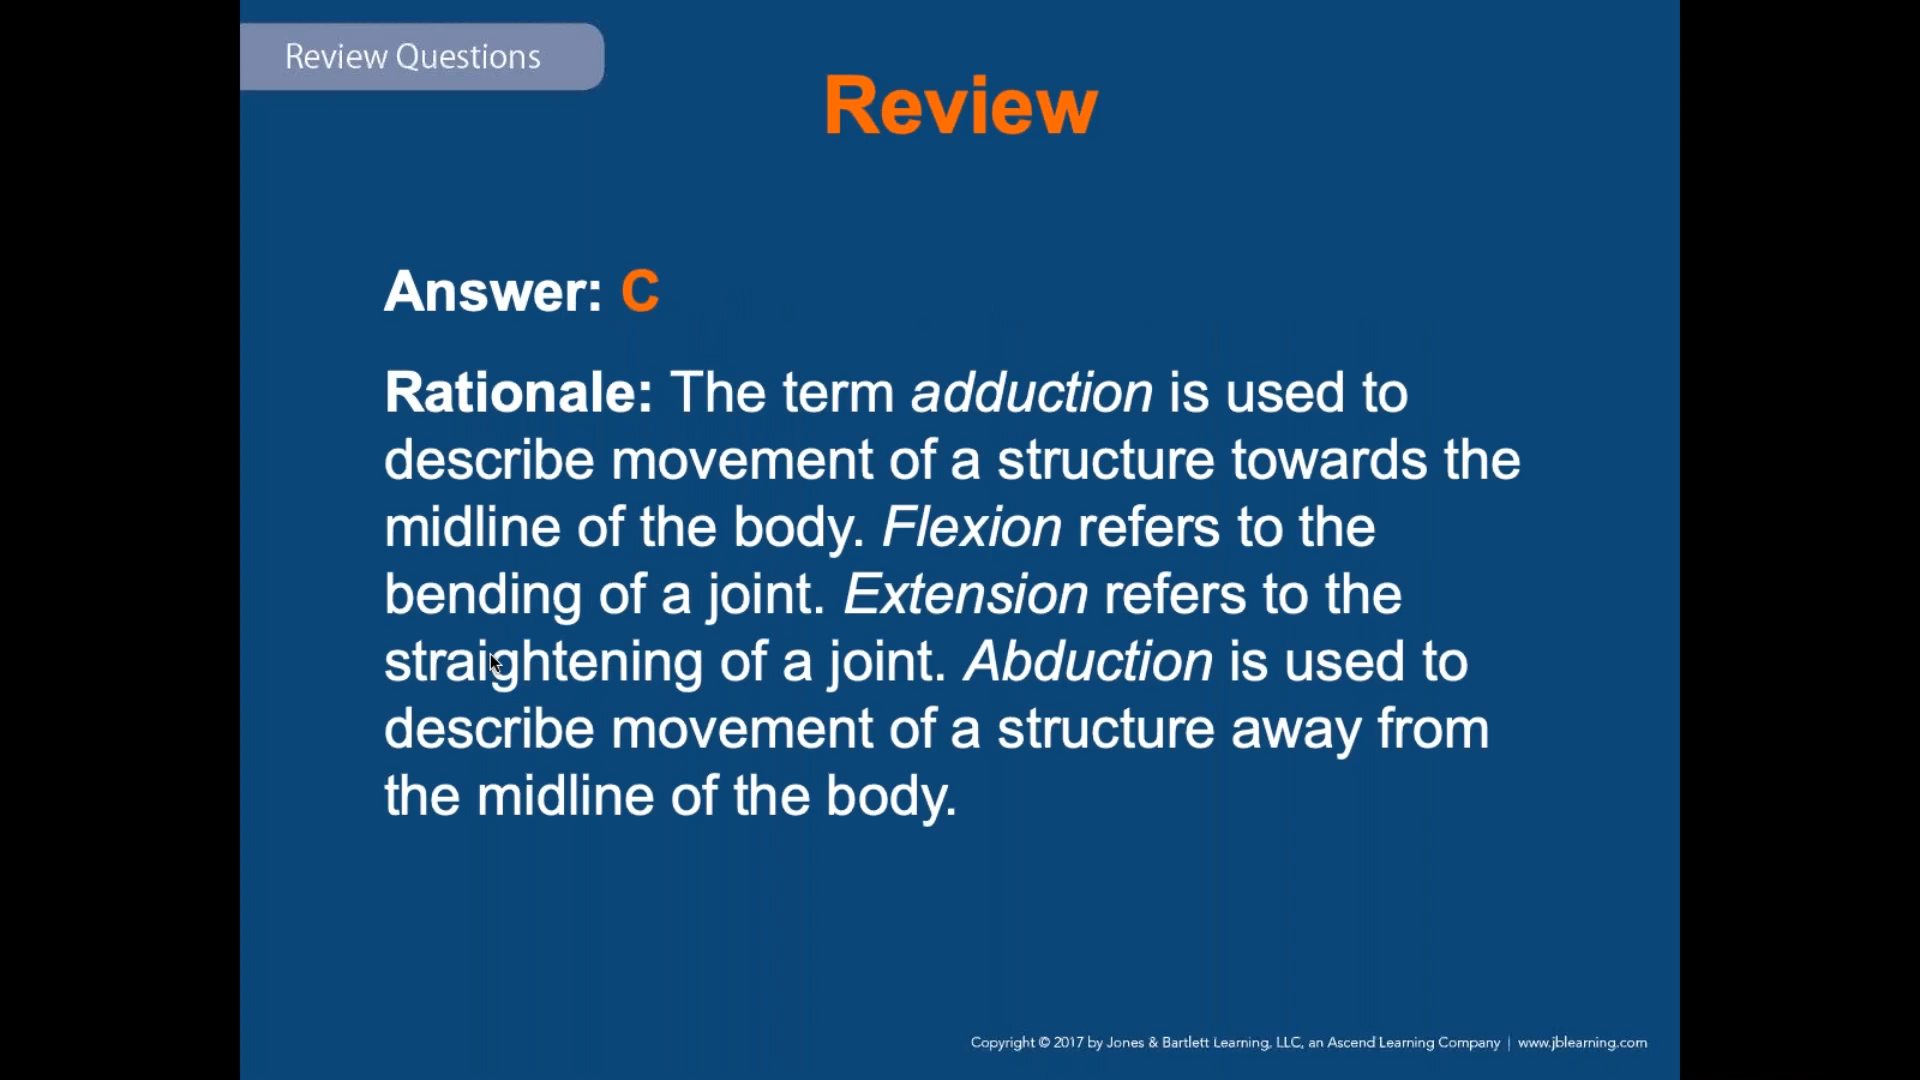 Review Questions
Review
Answer: C
Rationale: The term adduction is used to
describe movement of a structure towards the
midline of the body. Flexion refers to the
bending of a joint. Extension refers to the
straightening of a joint. Abduction is used to
describe movement of a structure away from
the midline of the body.
Copyright © 2017 by Jones & Bartlett Learning, LLC, an Ascend Learning Company | www.jblearning.com